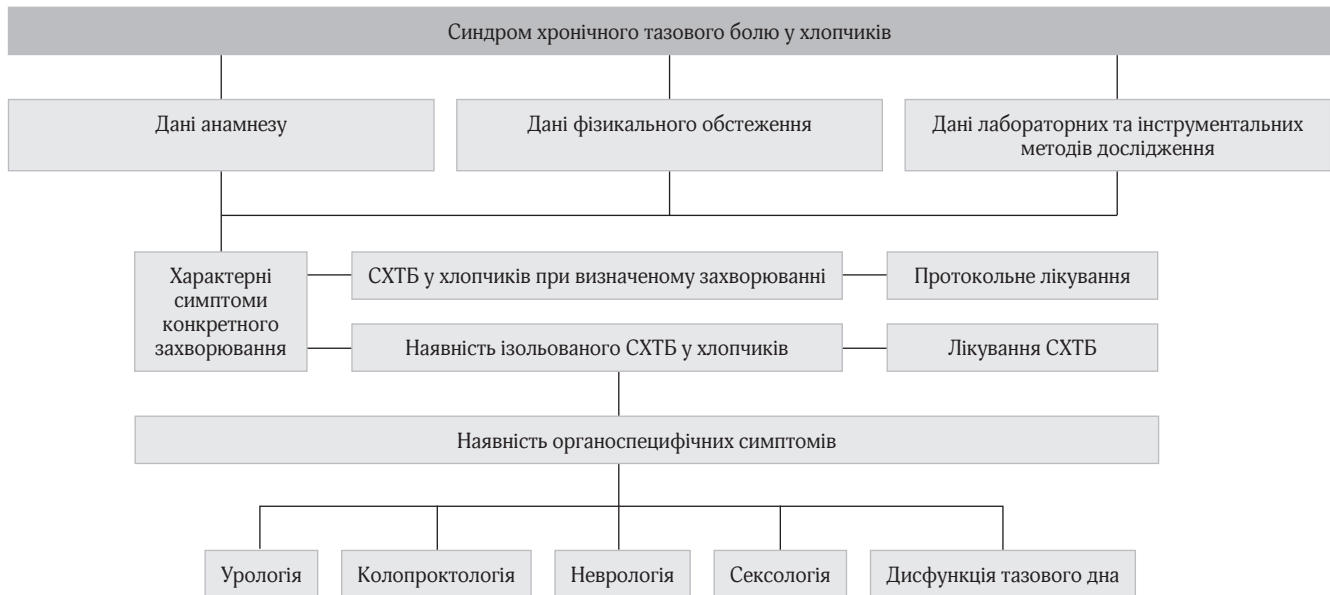 Синдром хронічного тазового болю у хлопчиків
Дані анамнезу
Дані фізикального обстеження
Дані лабораторних та інструментальних
методів дослідження
Характерні
симптоми
конкретного
захворювання
СХТБ у хлопчиків при визначеному захворюванні
Протокольне лікування
Наявність ізольованого СХТБ у хлопчиків
Лікування СХТБ
Наявність органоспецифічних симптомів
Урологія
Колопроктологія
Неврологія
Сексологія
Дисфункція тазового дна